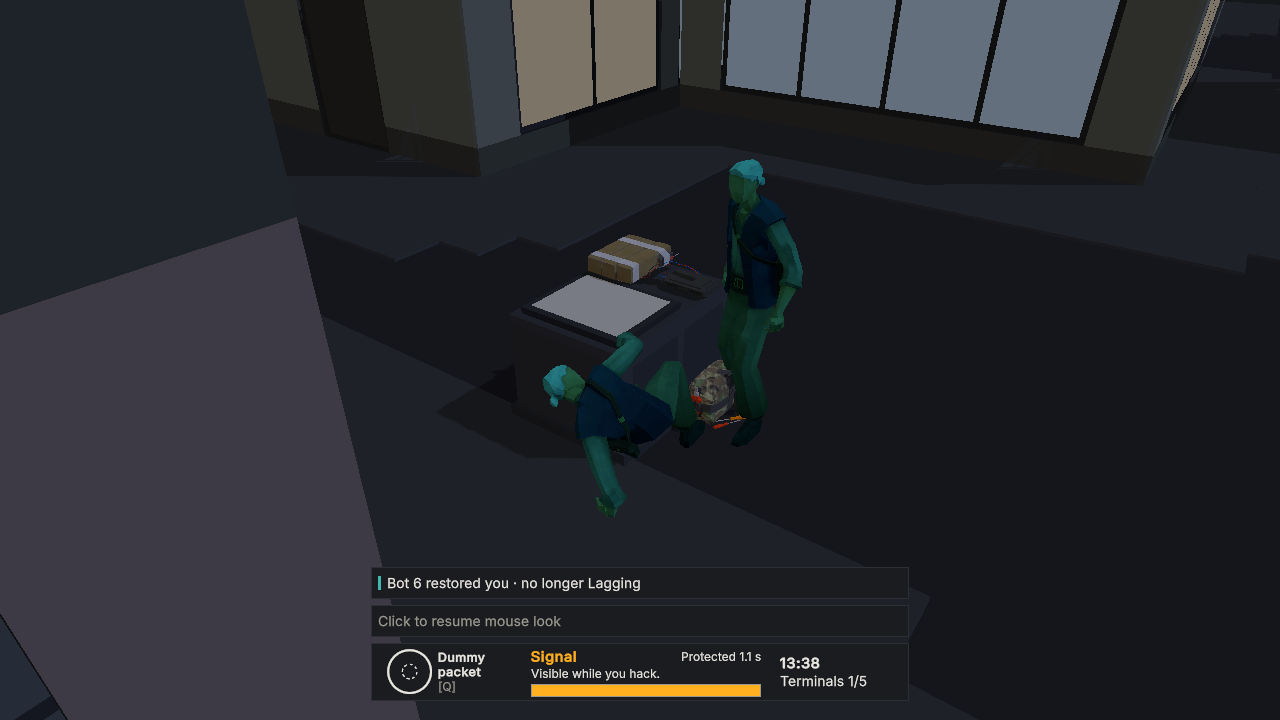 Bot 6 restored you · no longer Lagging
Click to resume mouse look
Dummy packet
[Q]
Signal
Protected 1.1 s
Visible while you hack.
13:38
Terminals 1/5